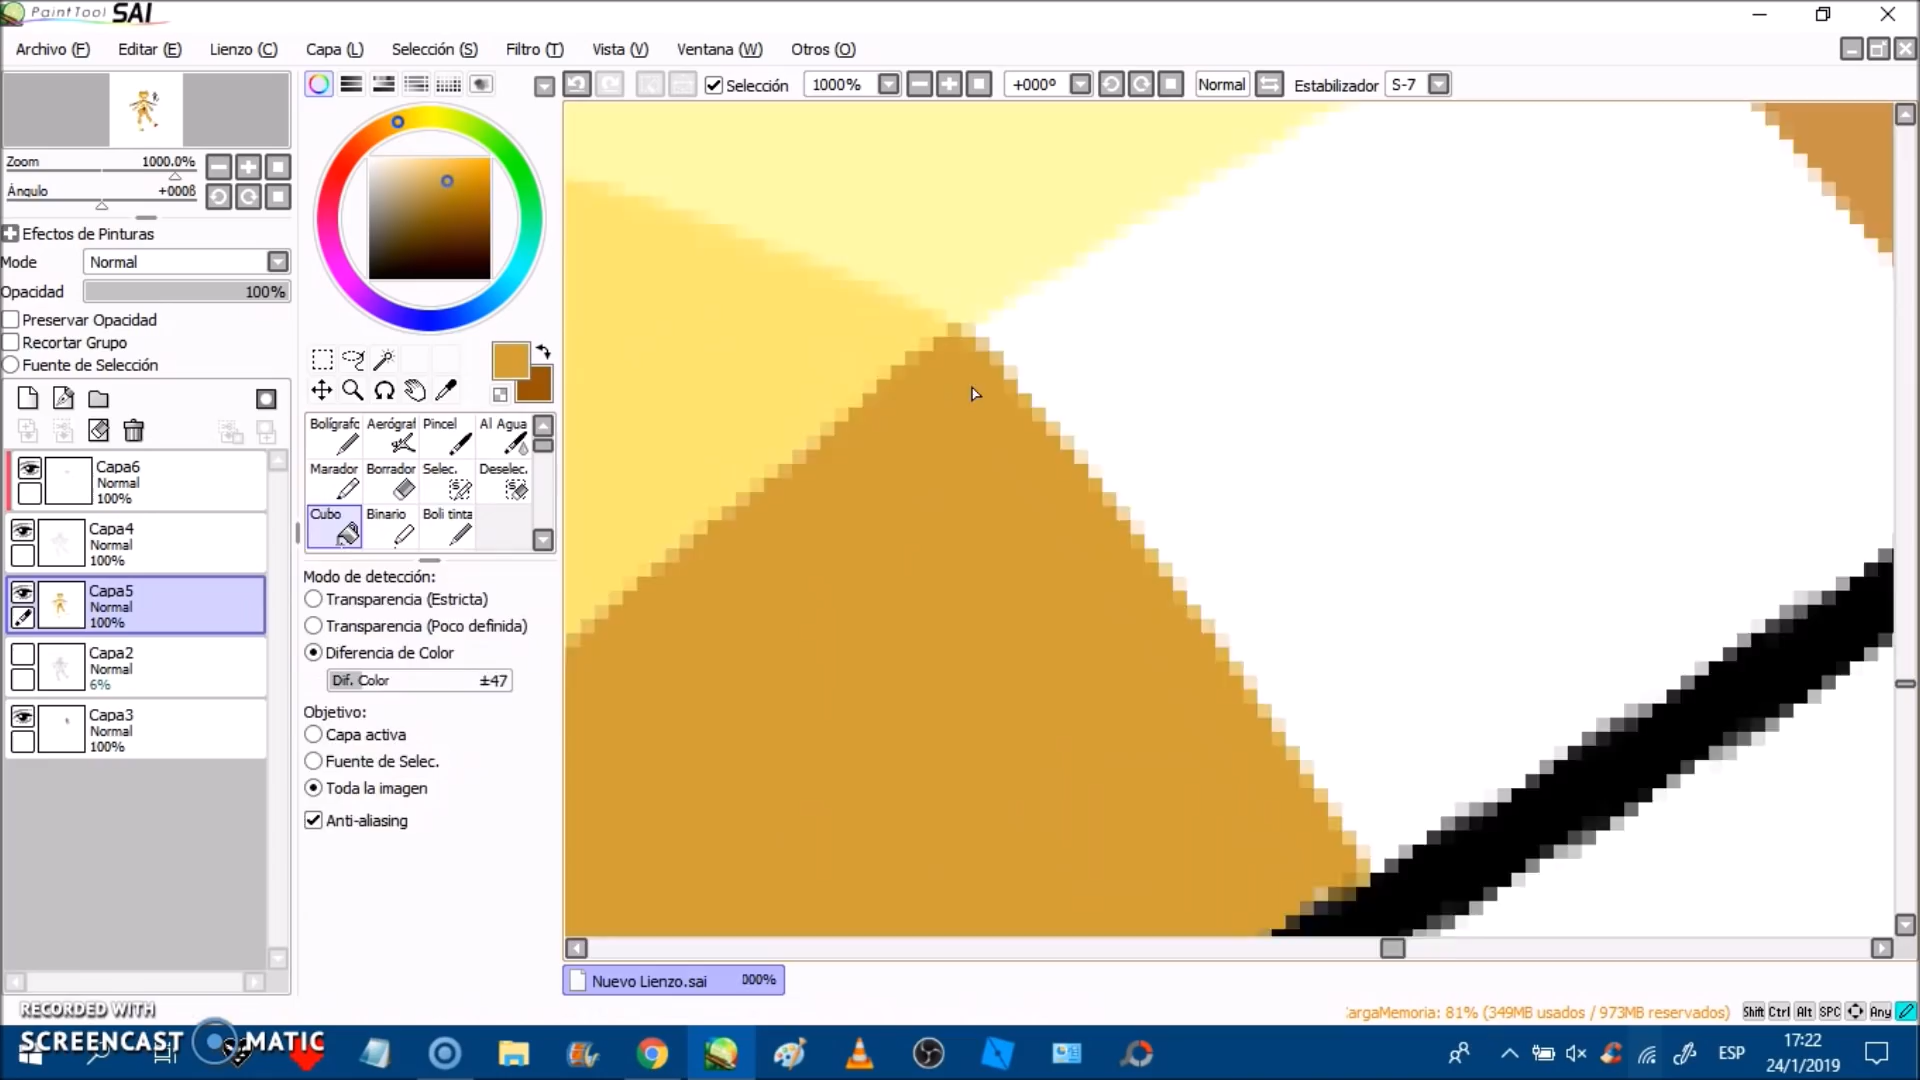 PaintTool SAI
Archivo (F) Editar (E) Lienzo (C) Capa (L) Selección (S) Filtro (T) Vista (V) Ventana (W) Otros (O)
Selección 1000% +000º Normal Estabilizador S-7
Zoom 1000.0%
Ángulo +000ß
Efectos de Pinturas
Mode Normal
Opacidad 100%
Preservar Opacidad
Recortar Grupo
Fuente de Selección
Capa6
Normal
100%
Capa4
Normal
100%
Capa5
Normal
100%
Capa2
Normal
6%
Capa3
Normal
100%
Bolígrafo Aerógraf Pincel Al Agua
Marador Borrador Selec. Deselec.
Cubo Binario Boli tinta
Modo de detección:
Transparencia (Estricta)
Transparencia (Poco definida)
Diferencia de Color
Dif. Color ±47
Objetivo:
Capa activa
Fuente de Selec.
Toda la imagen
Anti-aliasing
Nuevo Lienzo.sai 000%
argaMemoria: 81% (349MB usados / 973MB reservados) Shift Ctrl Alt SPC Any
RECORDED WITH
SCREENCAST MATIC
ESP
17:22
24/1/2019